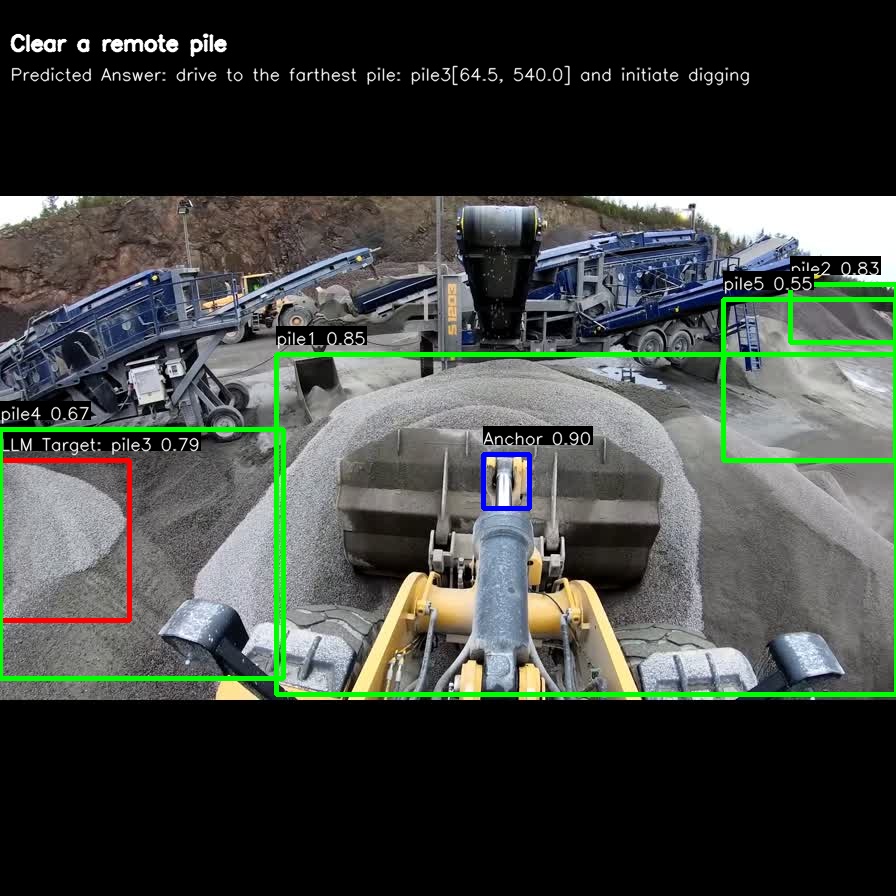 Clear a remote pile
Predicted Answer: drive to the farthest pile: pile3[64.5, 540.0] and initiate digging
pile2 0.83
pile5 0.55
S1203
pile1 0.85
pile4 0.67
LLM Target: pile3 0.79
Anchor 0.90